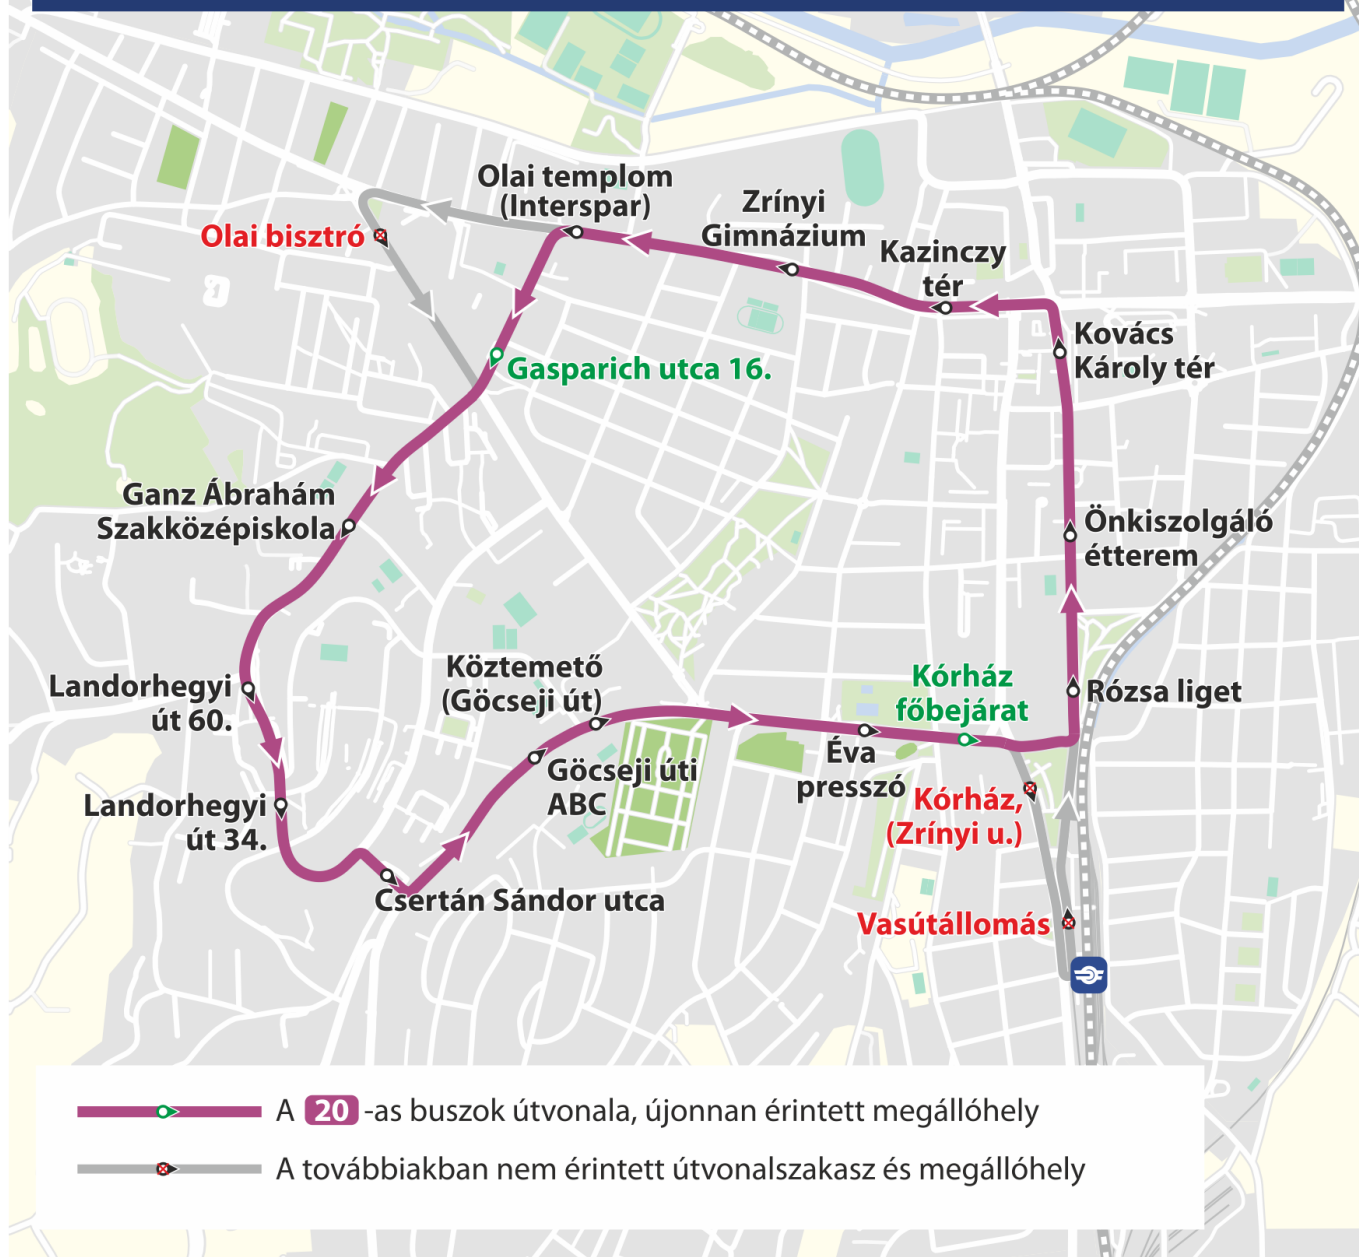 Olai templom
(Interspar)
Zrínyi
Gimnázium
Olai bisztró
Kazinczy
tér
Kovács
Károly tér
Gasparich utca 16.
Ganz Ábrahám
Szakközépiskola
Önkiszolgáló
étterem
Köztemető
(Göcseji út)
Kórház
főbejárat
Landorhegyi
út 60.
Rózsa liget
Éva
presszó
Göcseji úti
ABC
Landorhegyi
út 34.
Kórház,
(Zrínyi u.)
Csertán Sándor utca
Vasútállomás
A 20 -as buszok útvonala, újonnan érintett megállóhely
A továbbiakban nem érintett útvonalszakasz és megállóhely